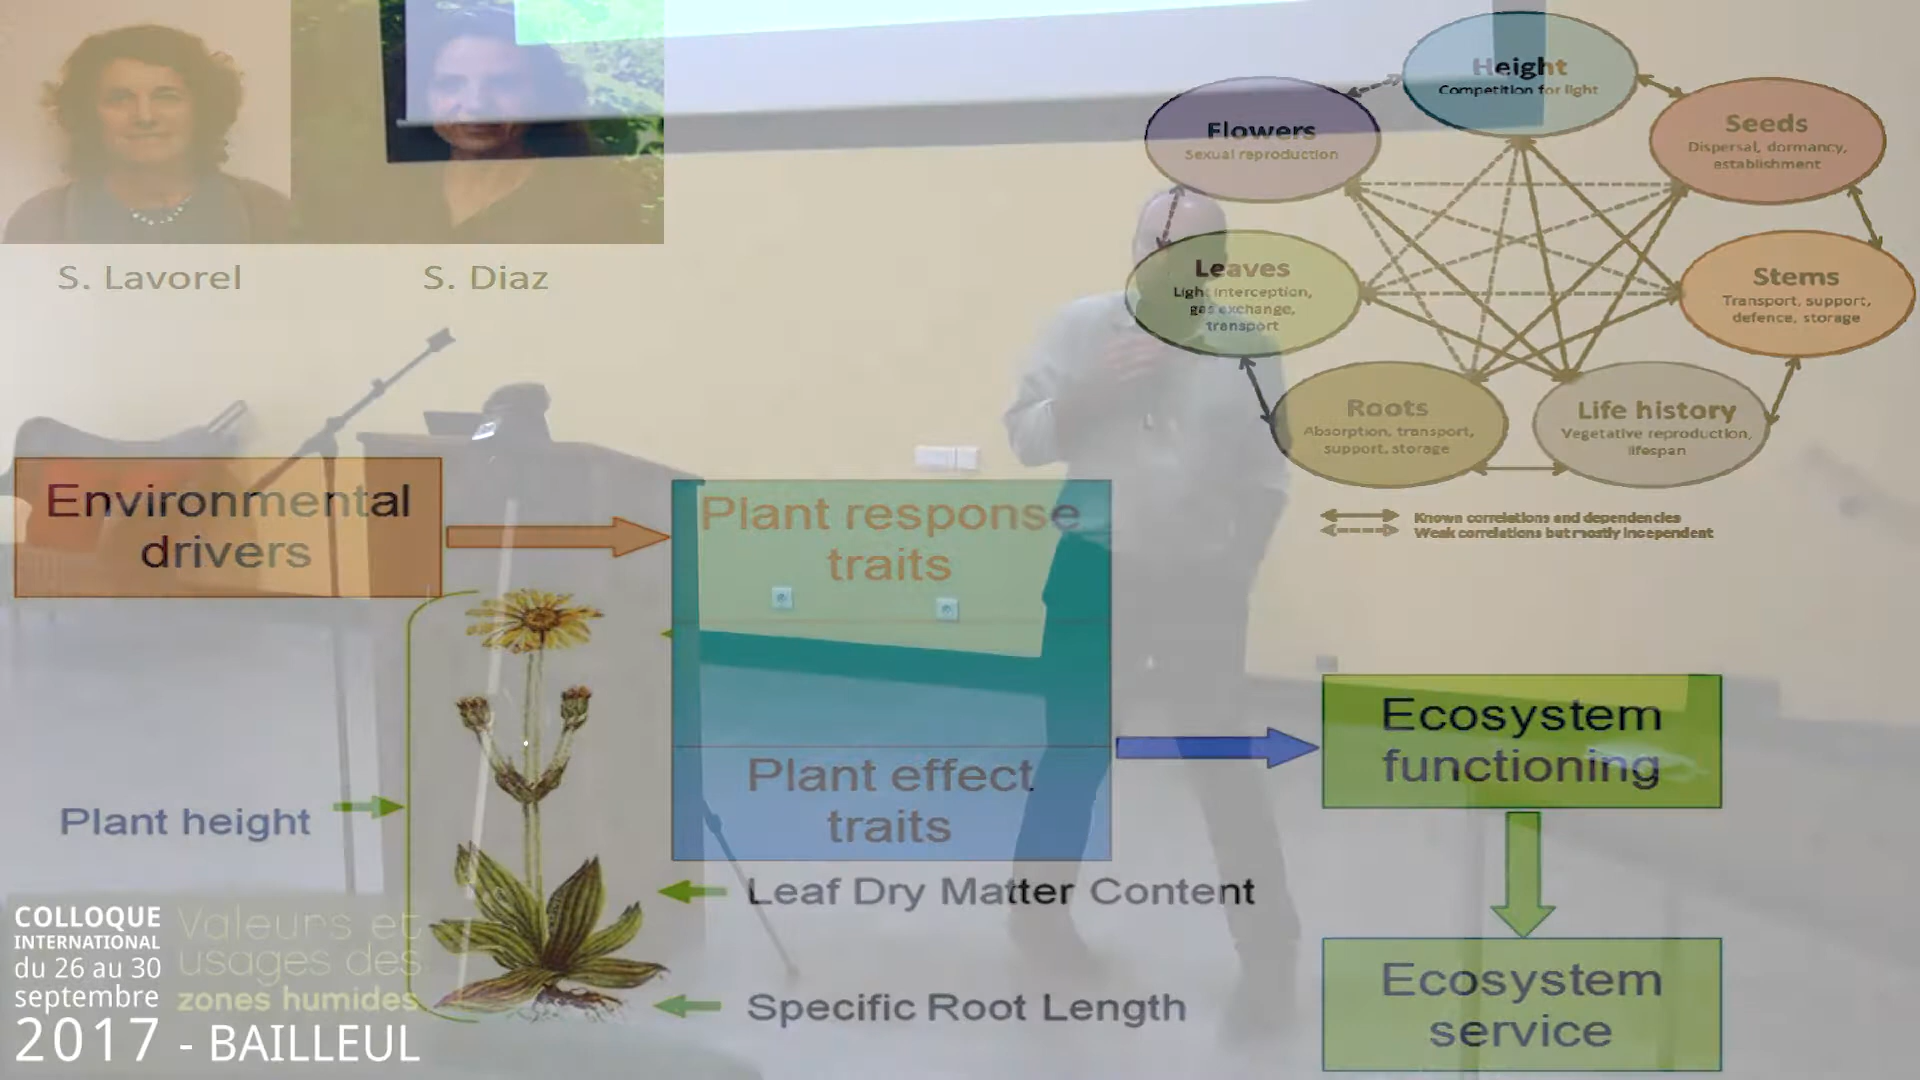 S. Lavorel
S. Diaz
Height
Competition for light
Flowers
Sexual reproduction
Seeds
Dispersal, dormancy,
establishment
Leaves
Light interception,
gas exchange,
transport
Stems
Transport, support,
defence, storage
Roots
Absorption, transport,
support, storage
Life history
Vegetative reproduction,
lifespan
Known correlations and dependencies
Weak correlations but mostly independent
Environmental
drivers
Plant response
traits
Plant effect
traits
Ecosystem
functioning
Ecosystem
service
Plant height
Leaf Dry Matter Content
Specific Root Length
COLLOQUE
INTERNATIONAL
du 26 au 30
septembre
2017 - BAILLEUL
Valeurs et
usages des
zones humides